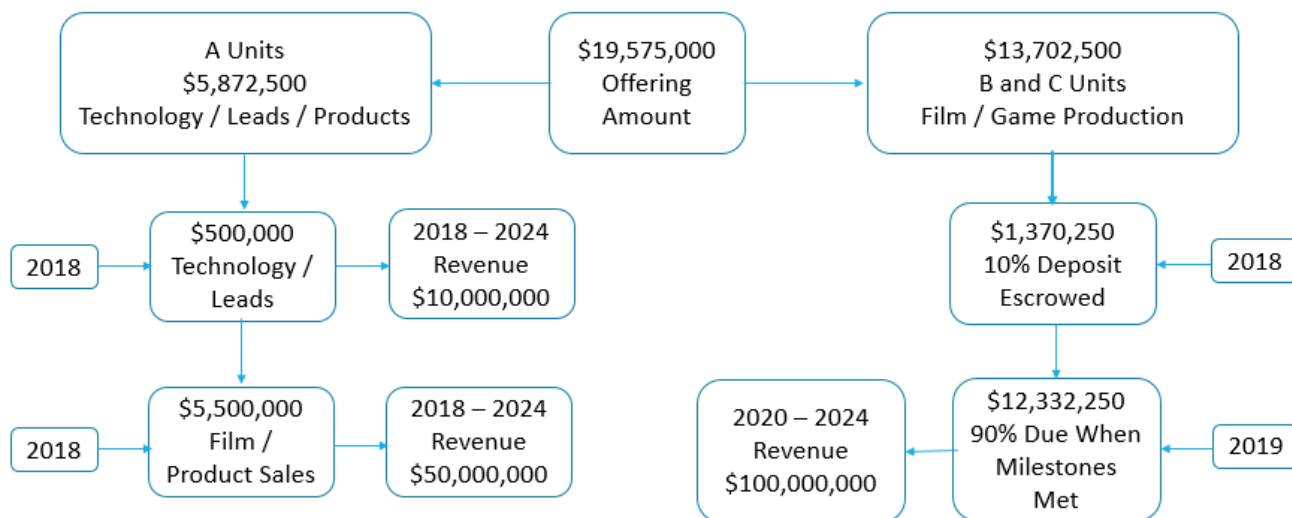 A Units
$5,872,500
Technology / Leads / Products
$19,575,000
Offering
Amount
$13,702,500
B and C Units
Film / Game Production
2018
$500,000
Technology /
Leads
2018 – 2024
Revenue
$10,000,000
$1,370,250
10% Deposit
Escrowed
2018
2018
$5,500,000
Film /
Product Sales
2018 – 2024
Revenue
$50,000,000
2020 – 2024
Revenue
$100,000,000
$12,332,250
90% Due When
Milestones
Met
2019